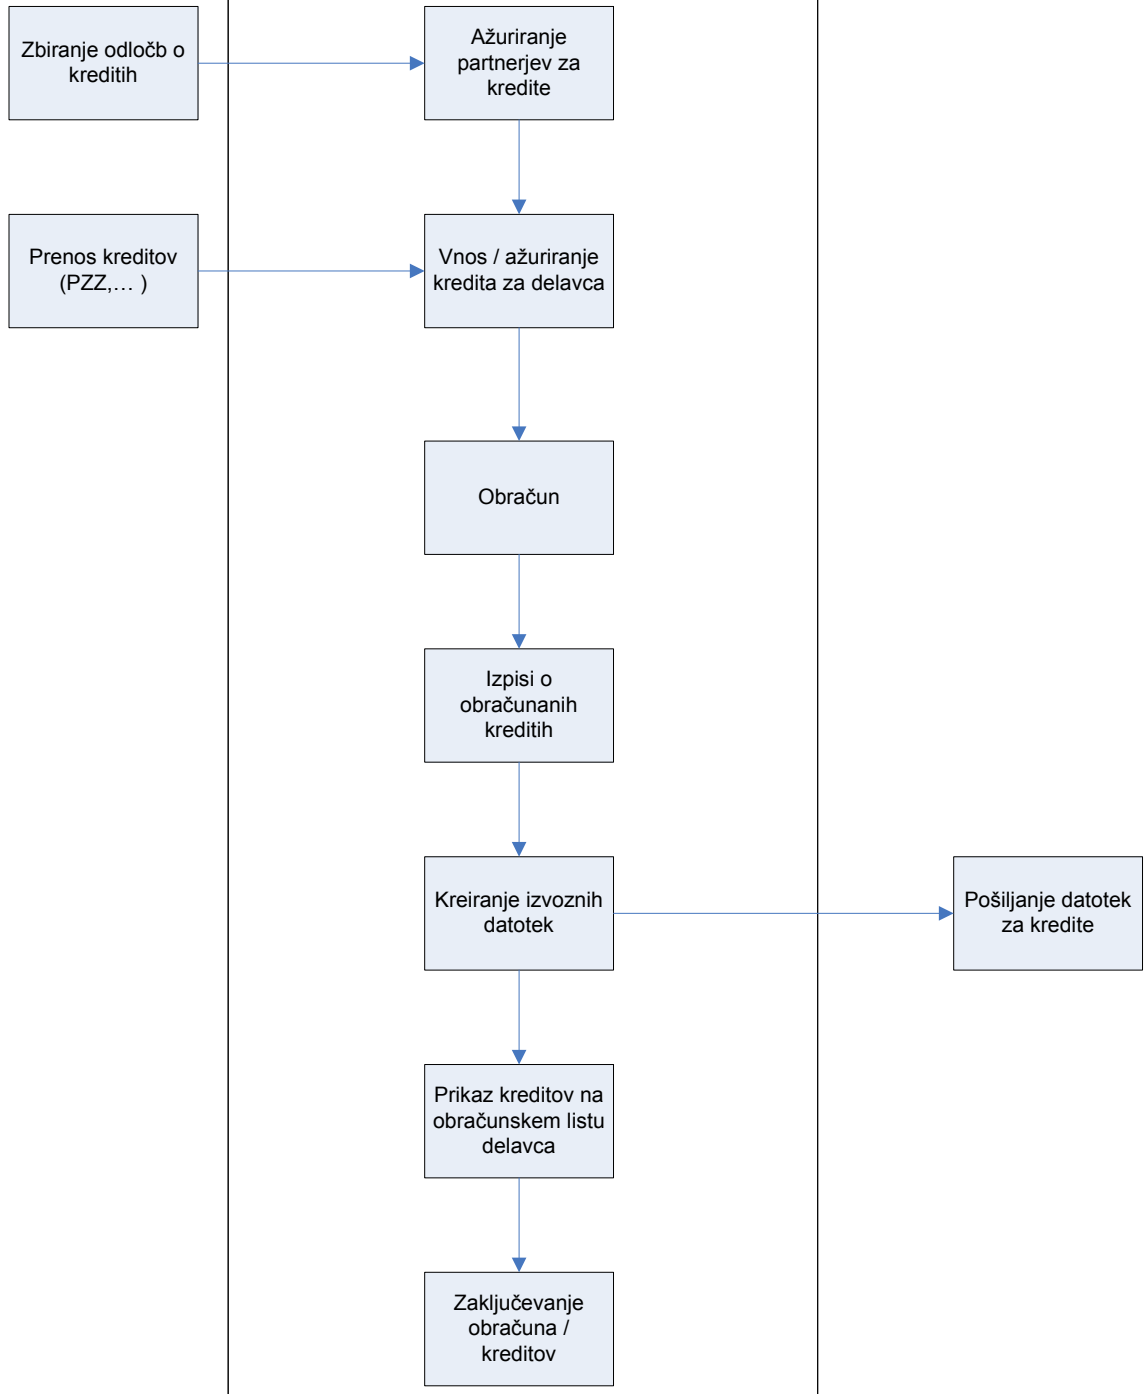 Zbiranje odločb o
kreditih
Ažuriranje
partnerjev za
kredite
Prenos kreditov
(PZZ,… )
Vnos / ažuriranje
kredita za delavca
Obračun
Izpisi o
obračunanih
kreditih
Kreiranje izvoznih
datotek
Pošiljanje datotek
za kredite
Prikaz kreditov na
obračunskem listu
delavca
Zaključevanje
obračuna /
kreditov